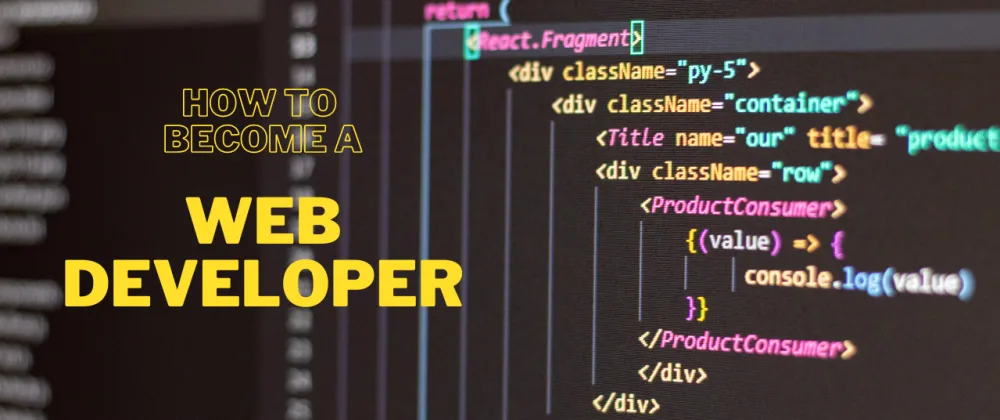 HOW TO
BECOME A
WEB
DEVELOPER
return (
<React.Fragment>
<div className="py-5">
<div className="container">
<Title name="our" title= "product
<div className="row">
<ProductConsumer>
{(value) => {
console.log(value)
}}
</ProductConsumer>
</div>
</div>